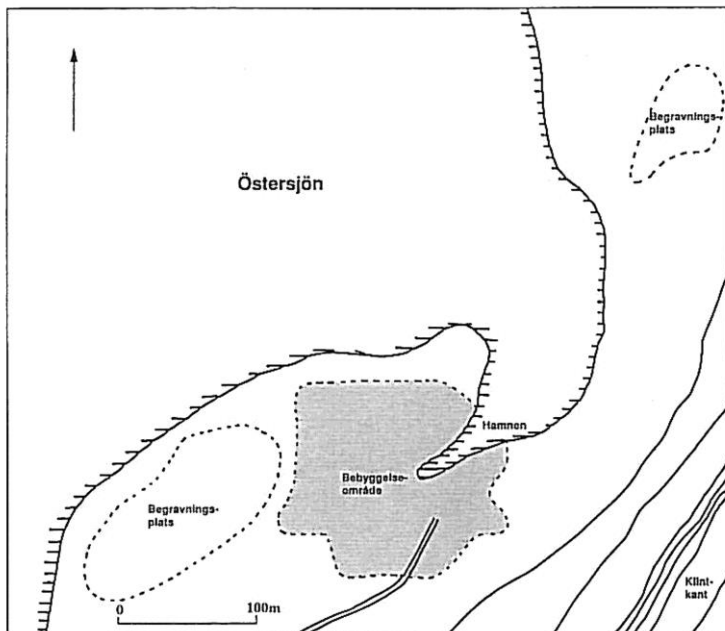 Begravnings-
plats
Östersjön
Hamnen
Bebyggelse-
område
Begravnings-
plats
Klint-
kant
0 100m